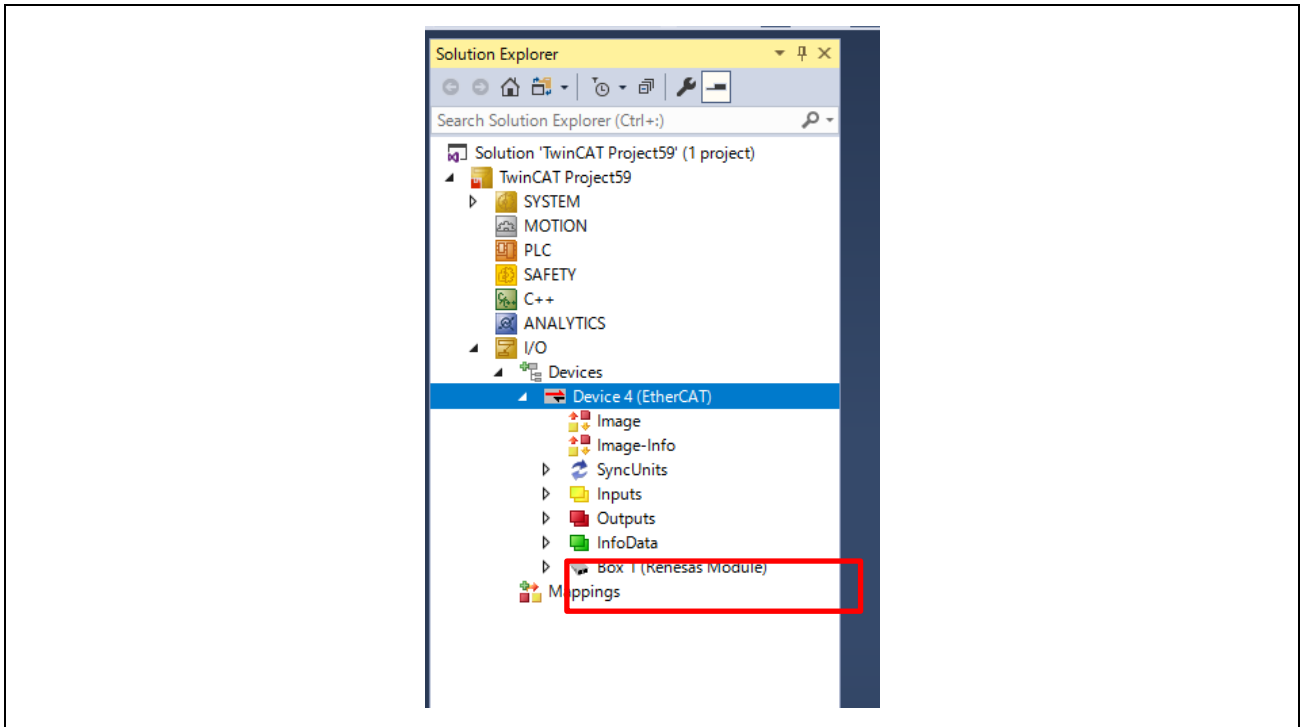 Solution Explorer
Search Solution Explorer (Ctrl+:)
Solution 'TwinCAT Project59' (1 project)
TwinCAT Project59
SYSTEM
MOTION
PLC
SAFETY
C++
ANALYTICS
I/O
Devices
Device 4 (EtherCAT)
Image
Image-Info
SyncUnits
Inputs
Outputs
InfoData
Box 1 (Renesas Module)
Mappings